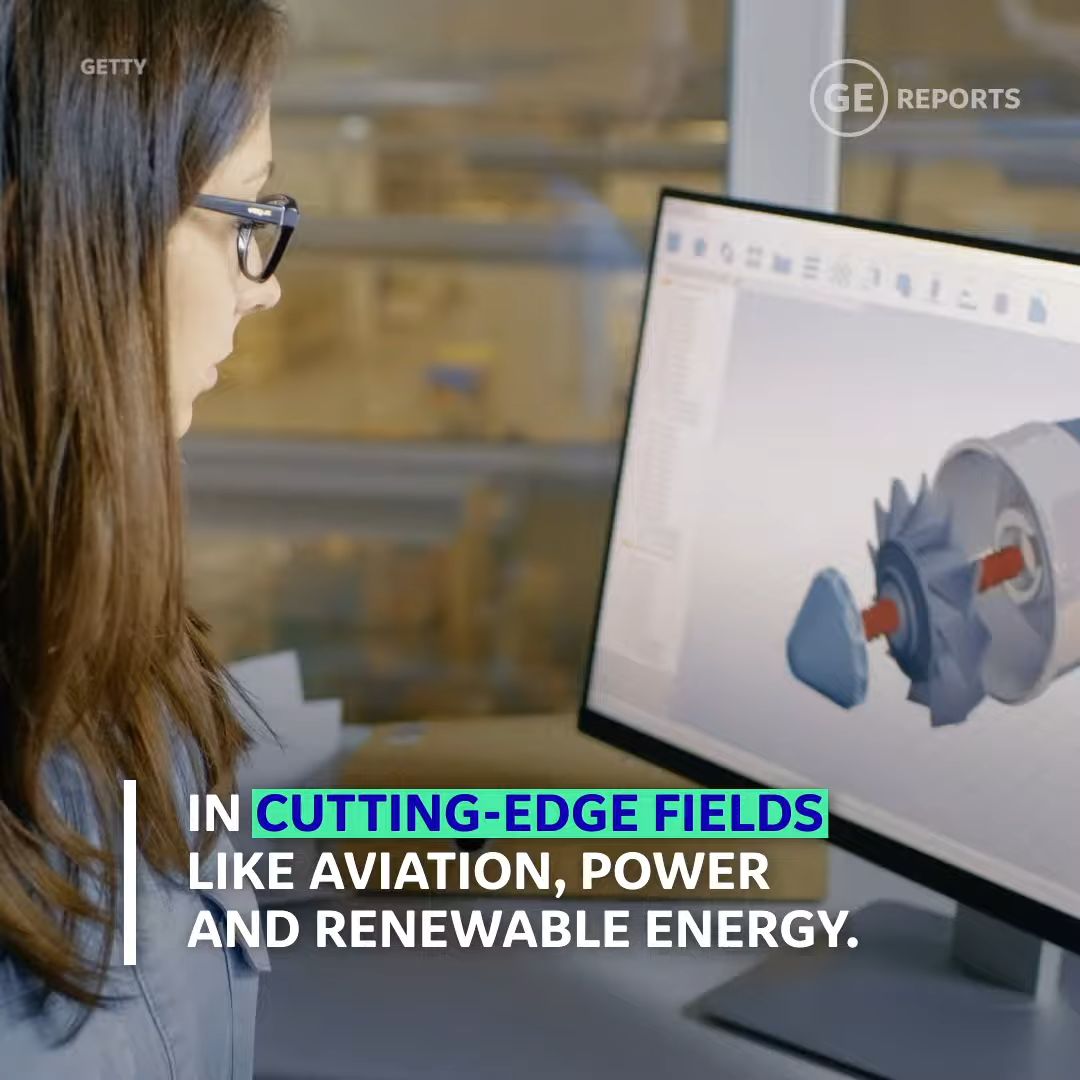 GETTY
GE REPORTS
IN CUTTING-EDGE FIELDS
LIKE AVIATION, POWER
AND RENEWABLE ENERGY.